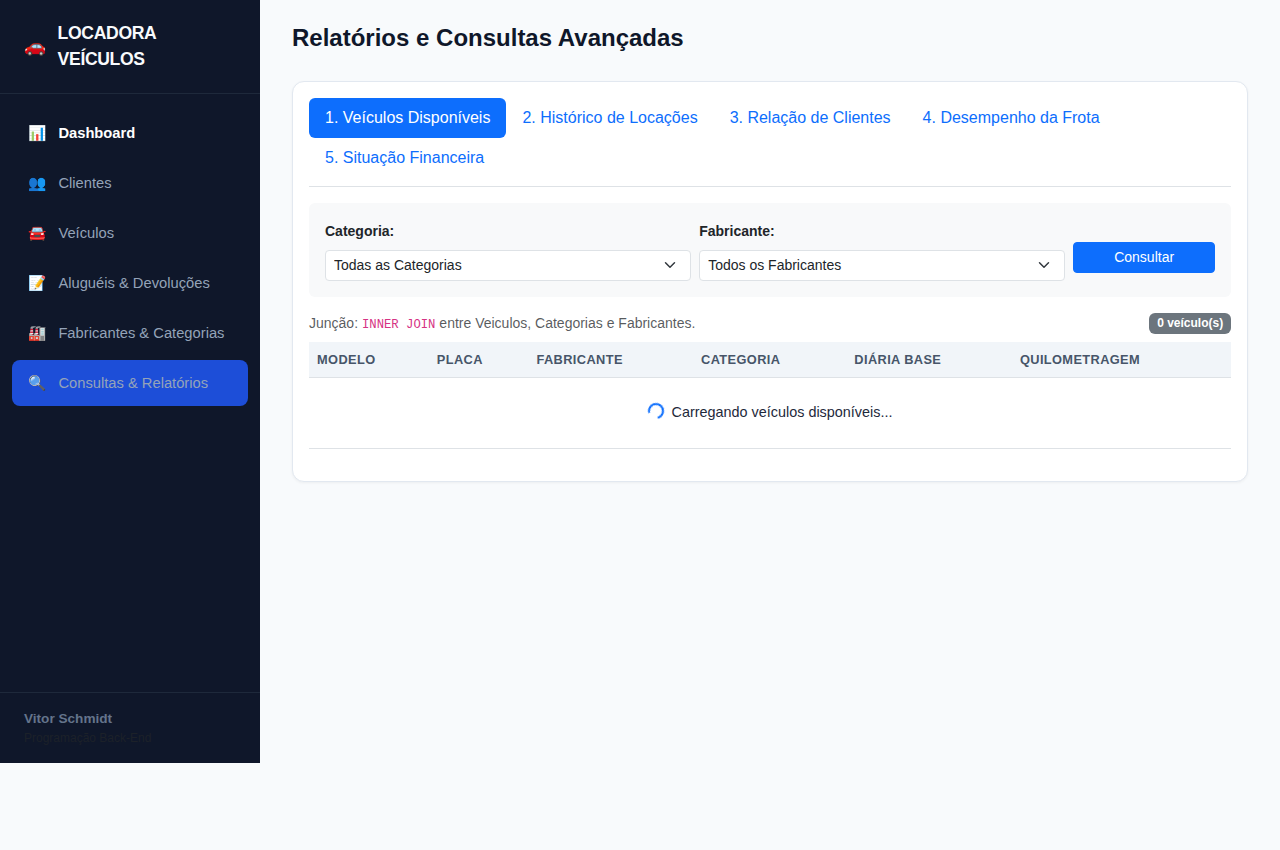 LOCADORA
VEÍCULOS
Dashboard
Clientes
Veículos
Aluguéis & Devoluções
Fabricantes & Categorias
Consultas & Relatórios
Vitor Schmidt
Programação Back-End
Relatórios e Consultas Avançadas
1. Veículos Disponíveis 2. Histórico de Locações 3. Relação de Clientes 4. Desempenho da Frota
5. Situação Financeira
Categoria: Fabricante:
Todas as Categorias Todos os Fabricantes Consultar
Junção: INNER JOIN entre Veiculos, Categorias e Fabricantes. 0 veículo(s)
MODELO PLACA FABRICANTE CATEGORIA DIÁRIA BASE QUILOMETRAGEM
Carregando veículos disponíveis...